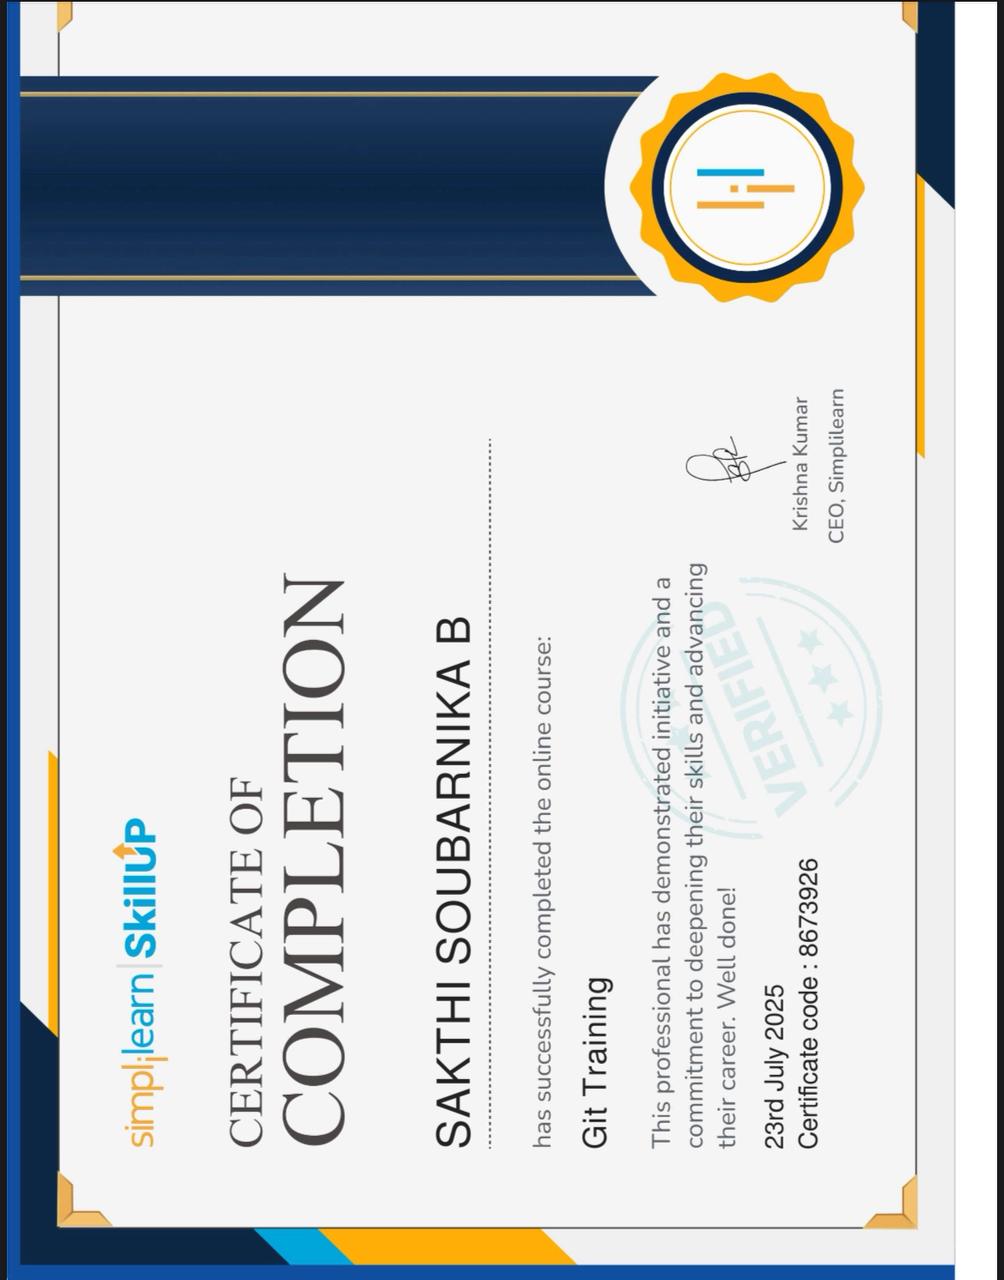 simplilearn | SkillUP
CERTIFICATE OF
COMPLETION
SAKTHI SOUBARNIKA B
has successfully completed the online course:
Git Training
This professional has demonstrated initiative and a
commitment to deepening their skills and advancing
their career. Well done!
23rd July 2025
Certificate code : 8673926
VERIFIED
Krishna Kumar
CEO, Simplilearn